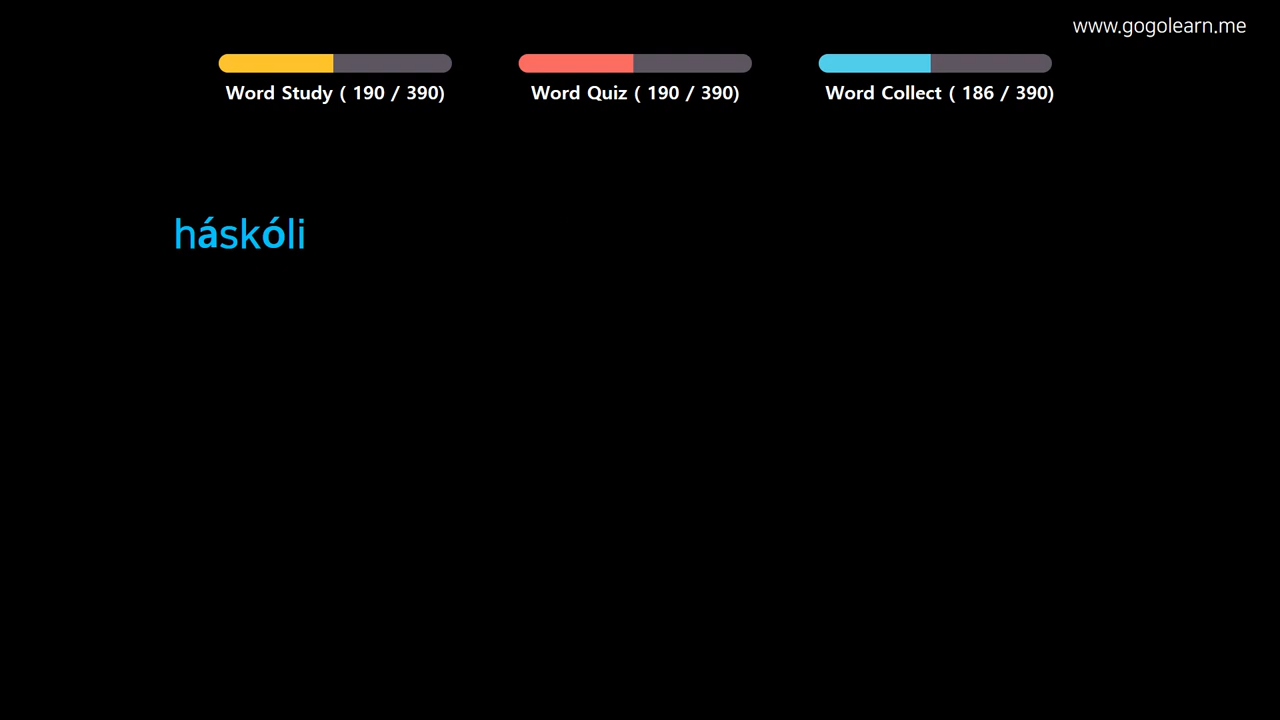 www.gogolearn.me
Word Study ( 190 / 390)
Word Quiz ( 190 / 390)
Word Collect ( 186 / 390)
háskóli